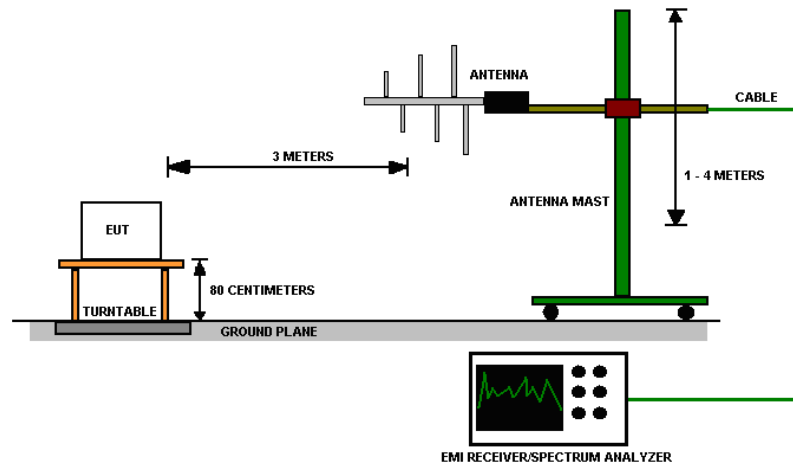 ANTENNA
CABLE
3 METERS
1 - 4 METERS
ANTENNA MAST
EUT
80 CENTIMETERS
TURNTABLE
GROUND PLANE
EMI RECEIVER/SPECTRUM ANALYZER